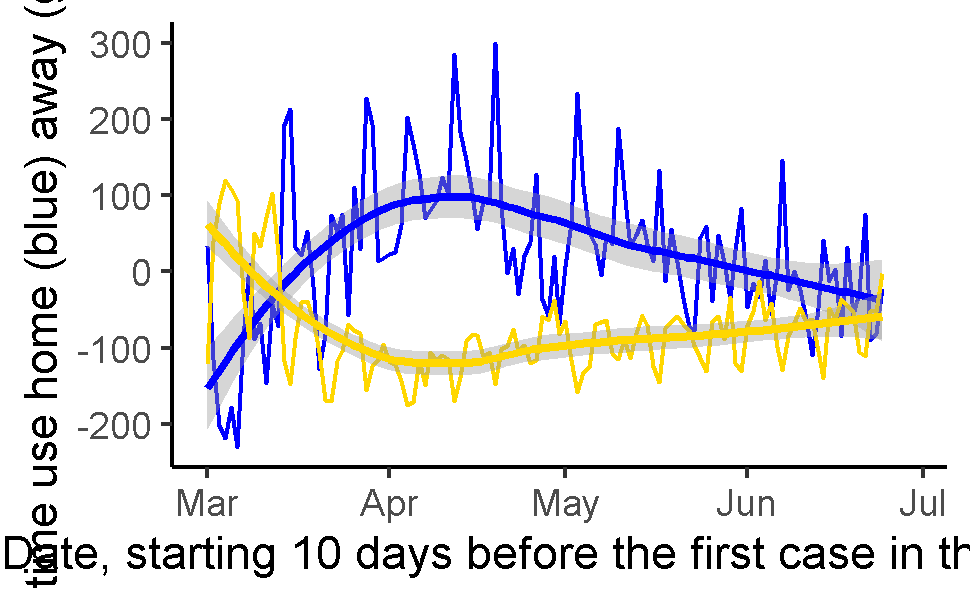 time use home (blue) away (
300
200
100
0
-100
-200
Mar Apr May Jun Jul
Date, starting 10 days before the first case in th